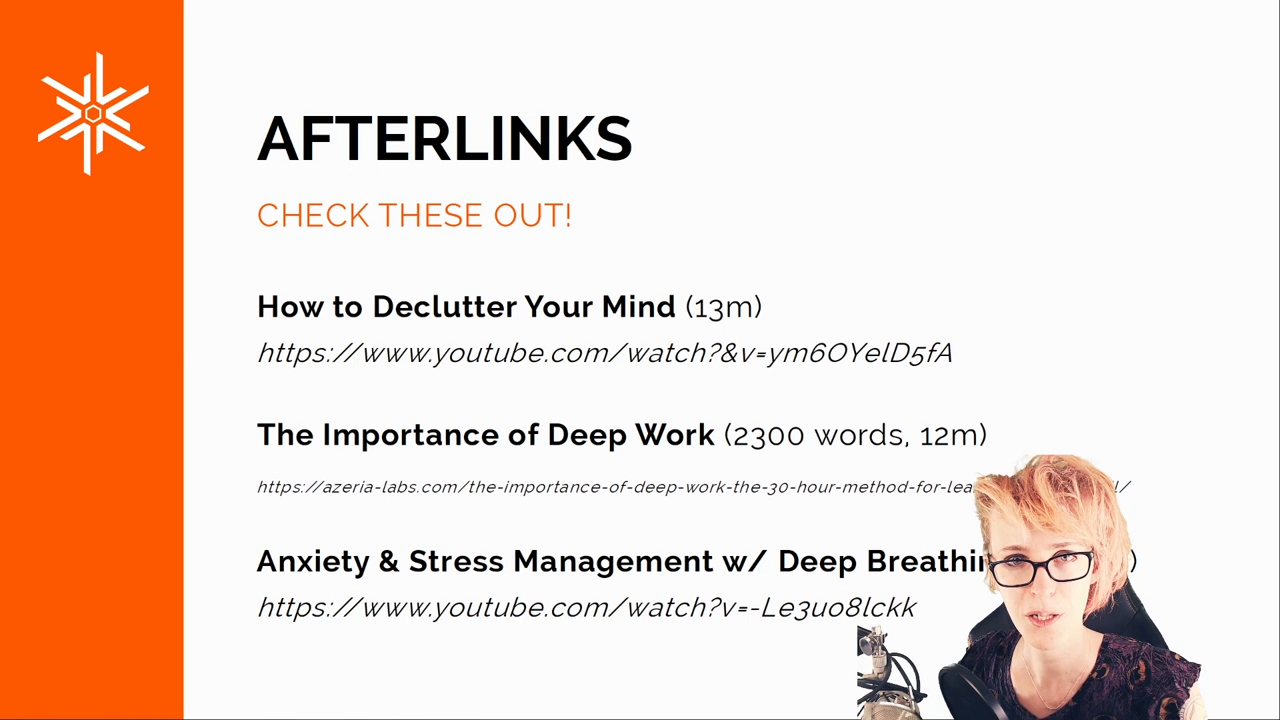 AFTERLINKS
CHECK THESE OUT!
How to Declutter Your Mind (13m)
https://www.youtube.com/watch?&v=ym6OYelD5fA
The Importance of Deep Work (2300 words, 12m)
https://azeria-labs.com/the-importance-of-deep-work-the-30-hour-method-for-lea
Anxiety & Stress Management w/ Deep
https://www.youtube.com/watch?v=-Le3uo8lckk